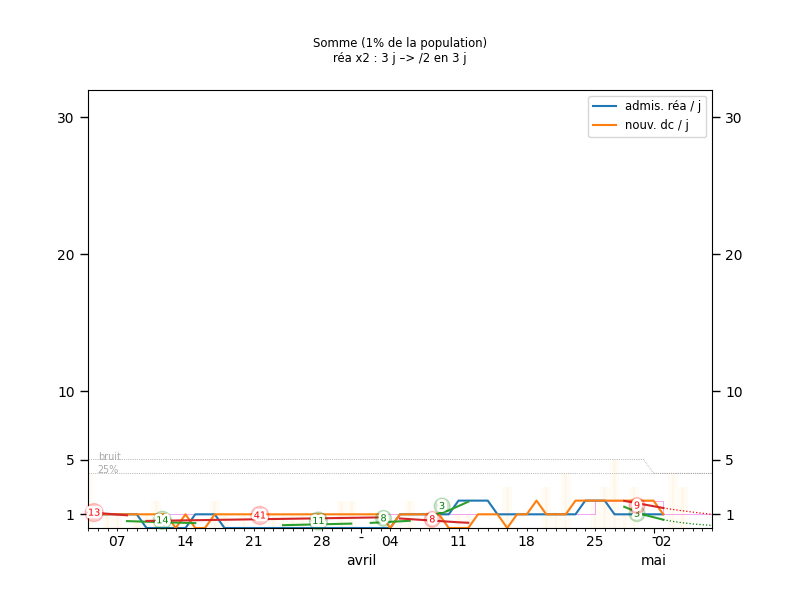 Somme (1% de la population)
réa x2 : 3 j –> /2 en 3 j
admis. réa / j
nouv. dc / j
30 30
20 20
10 10
5 5
1 1
bruit
25%
13 14 41 11 8 8 3 9 3
07 14 21 28 - 04 11 18 25 02
avril mai